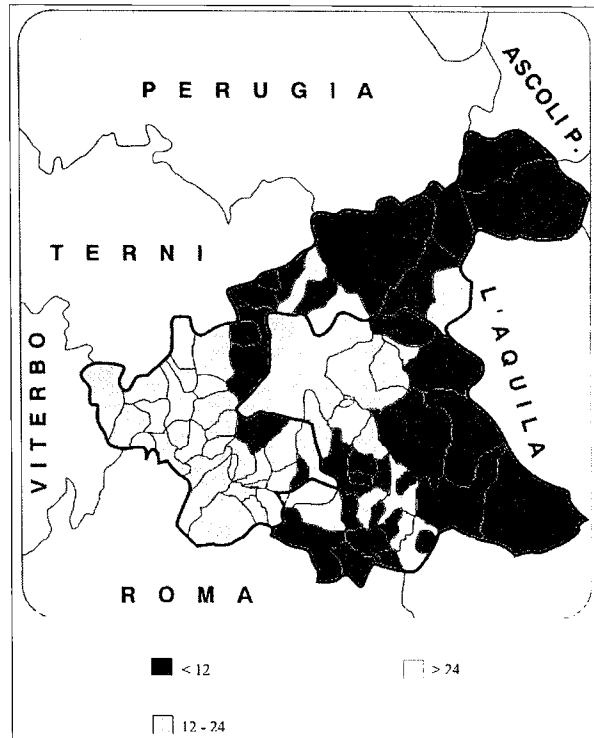 PERUGIA
ASCOLI P.
TERNI
L'AQUILA
VITERBO
ROMA
< 12
> 24
12 - 24